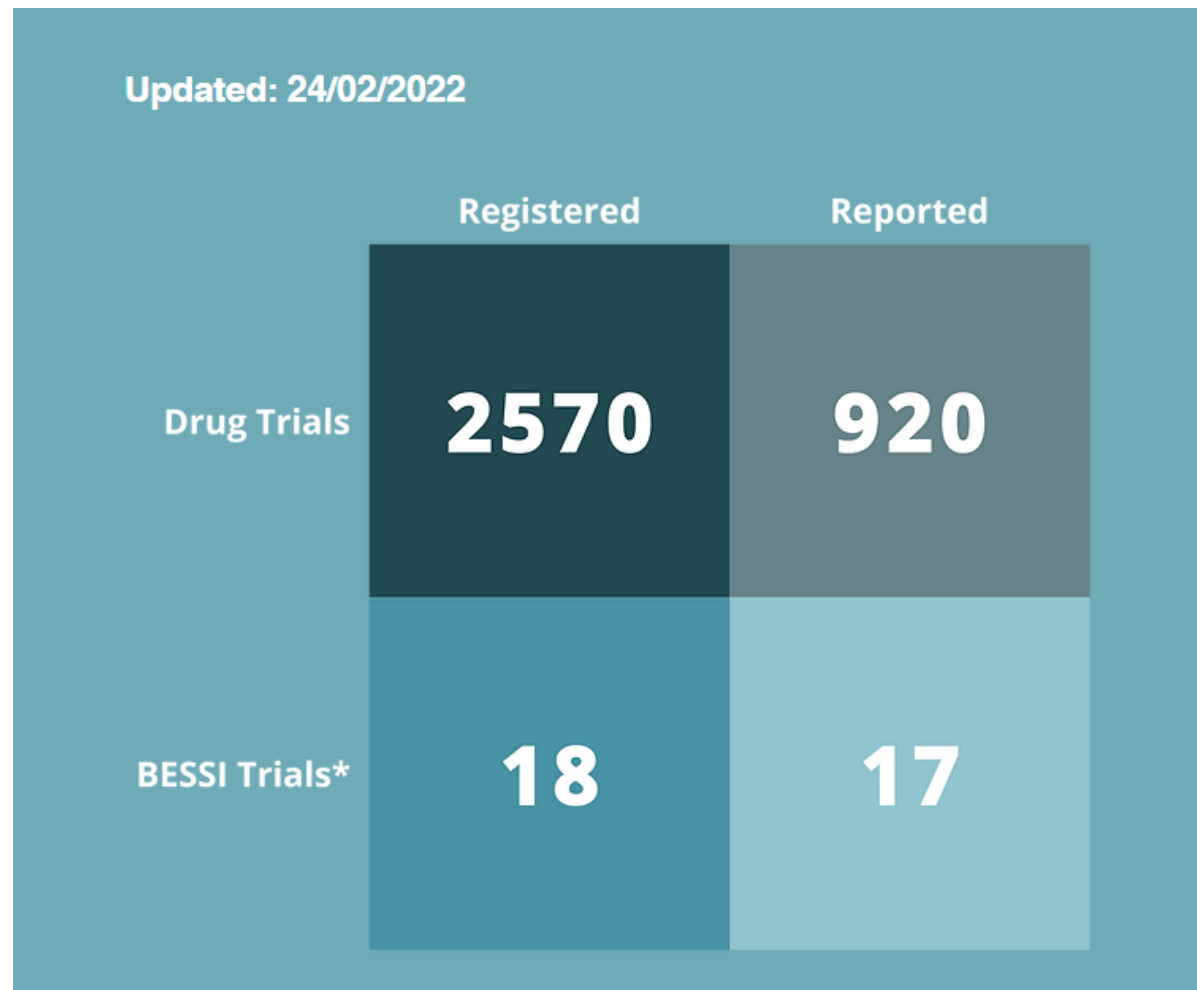 Updated: 24/02/2022
Registered Reported
Drug Trials 2570 920
BESSI Trials* 18 17